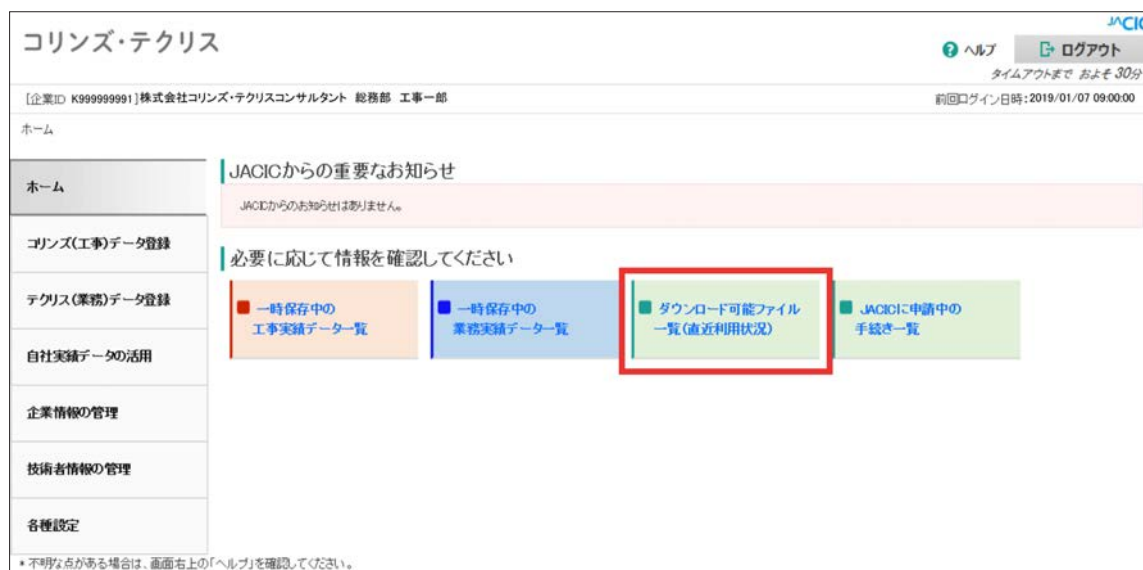 JACIC
コリンズ・テクリス
ヘルプ ログアウト
タイムアウトまで およそ 30分
[企業ID K999999991]株式会社コリンズ・テクリスコンサルタント 総務部 工事一郎 前回ログイン日時:2019/01/07 09:00:00
ホーム
ホーム
コリンズ(工事)データ登録
テクリス(業務)データ登録
自社実績データの活用
企業情報の管理
技術者情報の管理
各種設定
JACICからの重要なお知らせ
JACICからのお知らせはありません。
必要に応じて情報を確認してください
一時保存中の
工事実績データ一覧
一時保存中の
業務実績データ一覧
ダウンロード可能ファイル
一覧(直近利用状況)
JACICに申請中の
手続き一覧
* 不明な点がある場合は、画面右上の「ヘルプ」を確認してください。